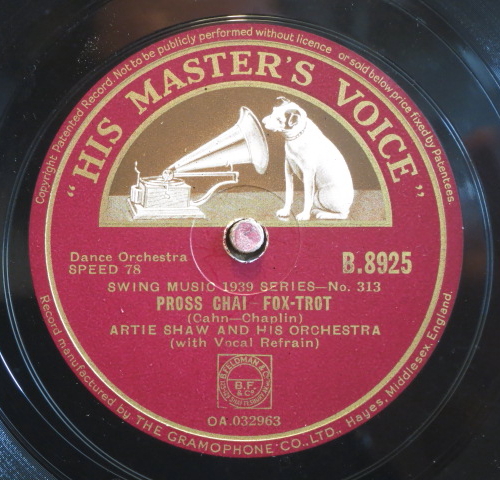 Copyright Patented Record. Not to be publicly performed without licence or sold below price fixed by Patentees.
"HIS MASTER'S VOICE"
Dance Orchestra
SPEED 78
B.8925
SWING MUSIC 1939 SERIES—No. 313
PROSS CHAI - FOX-TROT
(Cahn—Chaplin)
ARTIE SHAW AND HIS ORCHESTRA
(with Vocal Refrain)
B. FELDMAN & Co
B.F.
& Co.
OA.032963
Record manufactured by THE GRAMOPHONE CO., LTD., Hayes, Middlesex, England.